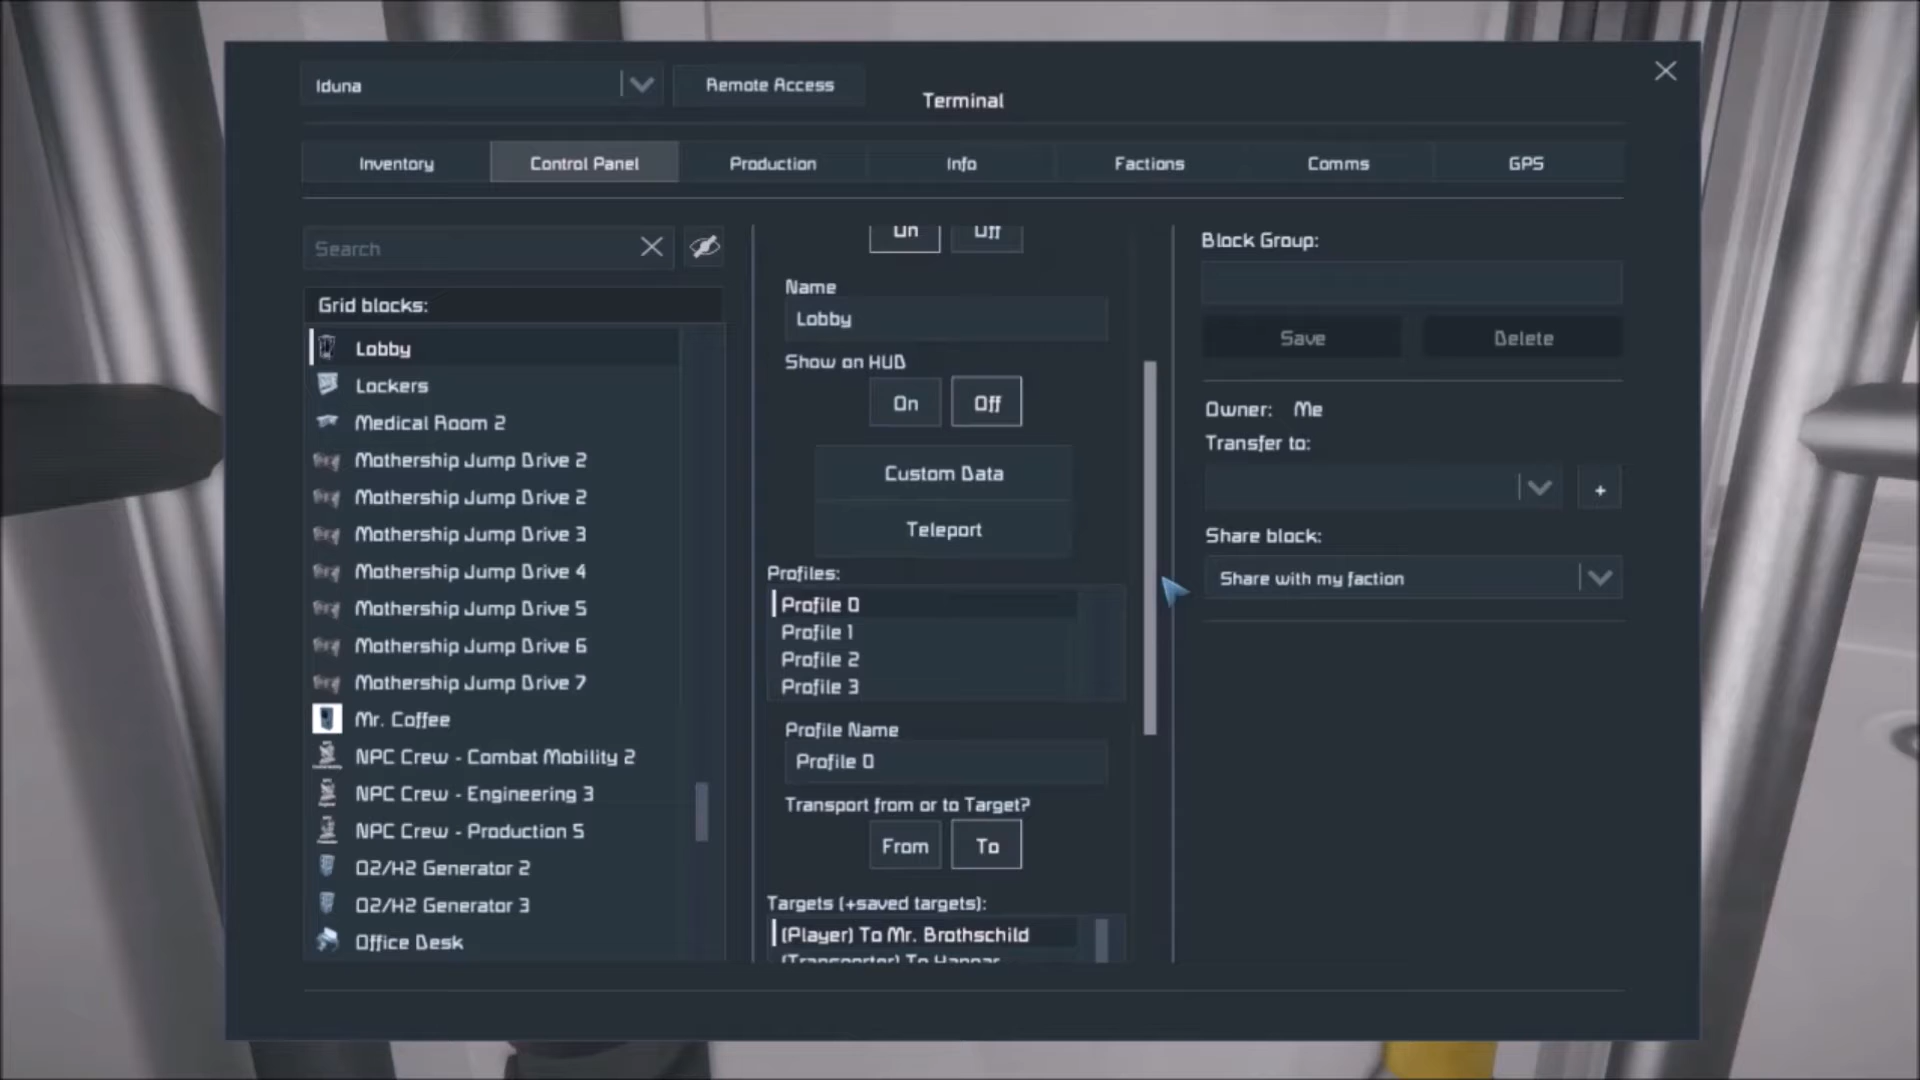 Iduna
Remote Access
Terminal
Inventory
Control Panel
Production
Info
Factions
Comms
GPS
Search
Grid blocks:
Lobby
Lockers
Medical Room 2
Mothership Jump Drive 2
Mothership Jump Drive 2
Mothership Jump Drive 3
Mothership Jump Drive 4
Mothership Jump Drive 5
Mothership Jump Drive 6
Mothership Jump Drive 7
Mr. Coffee
NPC Crew - Combat Mobility 2
NPC Crew - Engineering 3
NPC Crew - Production 5
O2/H2 Generator 2
O2/H2 Generator 3
Office Desk
On
Off
Name
Lobby
Show on HUD
On
Off
Custom Data
Teleport
Profiles:
Profile 0
Profile 1
Profile 2
Profile 3
Profile Name
Profile 0
Transport from or to Target?
From
To
Targets (+saved targets):
(Player) To Mr. Brothschild
(Transporter) To Hangar
Block Group:
Save
Delete
Owner: Me
Transfer to:
+
Share block:
Share with my faction